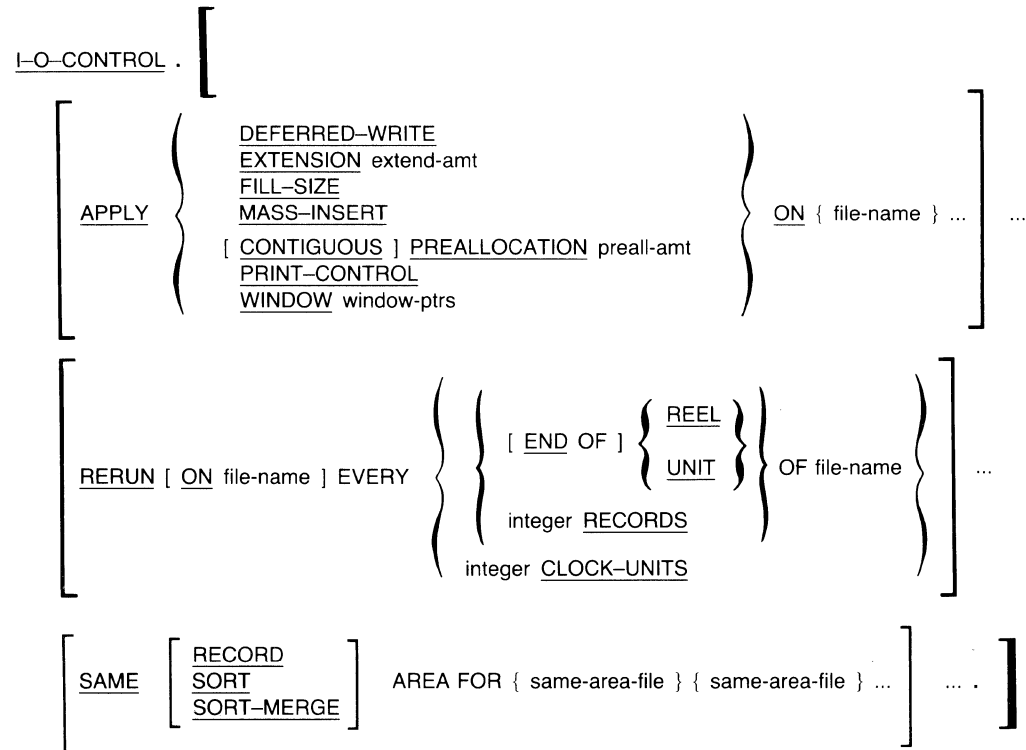 I–O–CONTROL . [
[ APPLY { DEFERRED–WRITE
EXTENSION extend-amt
FILL–SIZE
MASS–INSERT
[ CONTIGUOUS ] PREALLOCATION preall-amt
PRINT–CONTROL
WINDOW window-ptrs } ON { file-name } ... ] ...
[ RERUN [ ON file-name ] EVERY { { [ END OF ] { REEL
UNIT }
integer RECORDS } OF file-name
integer CLOCK–UNITS } ] ...
[ SAME [ RECORD
SORT
SORT–MERGE ] AREA FOR { same-area-file } { same-area-file } ... ] ... . ]